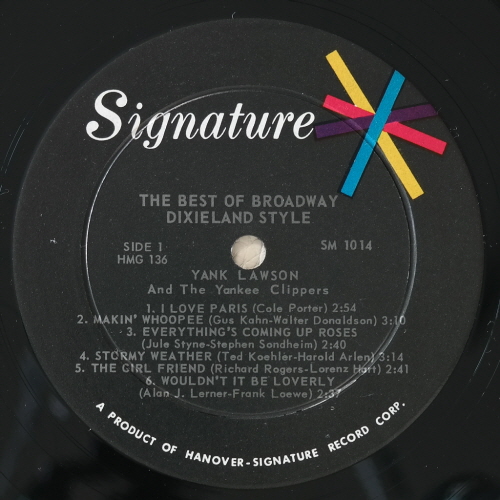 Signature
THE BEST OF BROADWAY
DIXIELAND STYLE
SIDE 1
HMG 136
SM 1014
YANK LAWSON
And The Yankee Clippers
1. I LOVE PARIS (Cole Porter) 2:54
2. MAKIN' WHOOPEE (Gus Kahn-Walter Donaldson) 3:10
3. EVERYTHING'S COMING UP ROSES
(Jule Styne-Stephen Sondheim) 2:40
4. STORMY WEATHER (Ted Koehler-Harold Arlen) 3:14
5. THE GIRL FRIEND (Richard Rogers-Lorenz Hart) 2:41
6. WOULDN'T IT BE LOVERLY
(Alan J. Lerner-Frank Loewe) 2:37
A PRODUCT OF HANOVER-SIGNATURE RECORD CORP.